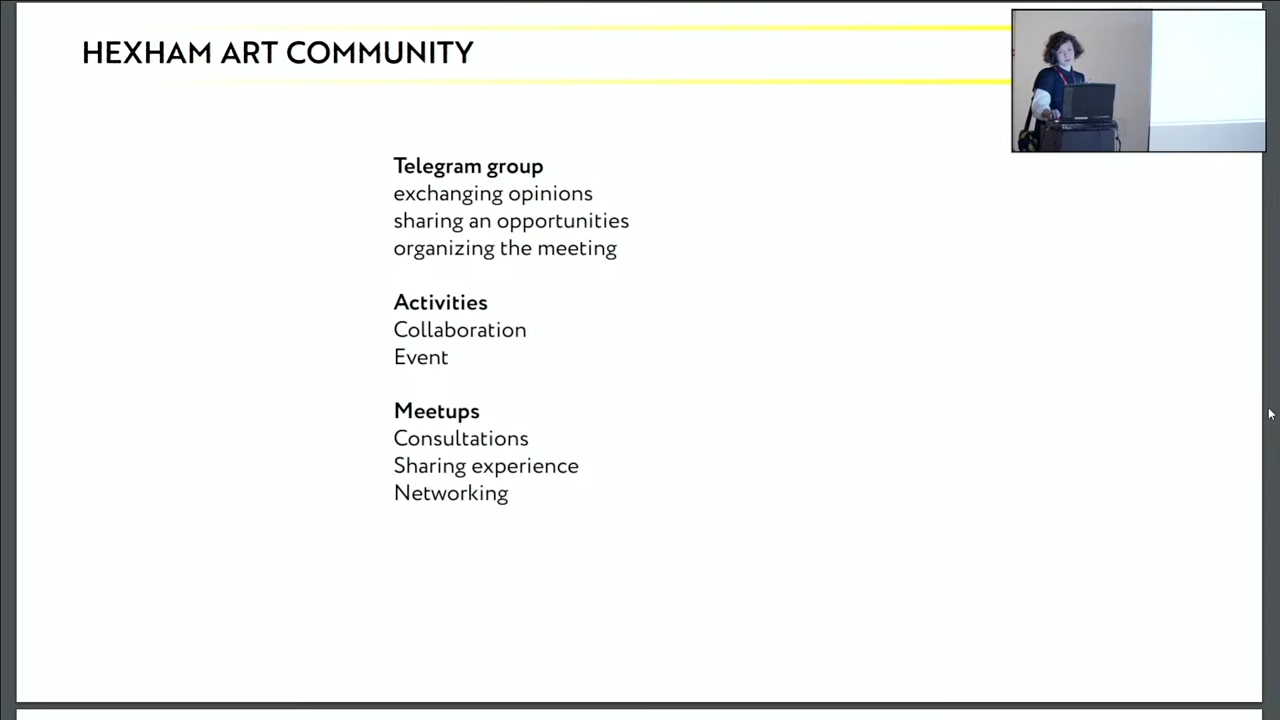 HEXHAM ART COMMUNITY
Telegram group
exchanging opinions
sharing an opportunities
organizing the meeting
Activities
Collaboration
Event
Meetups
Consultations
Sharing experience
Networking